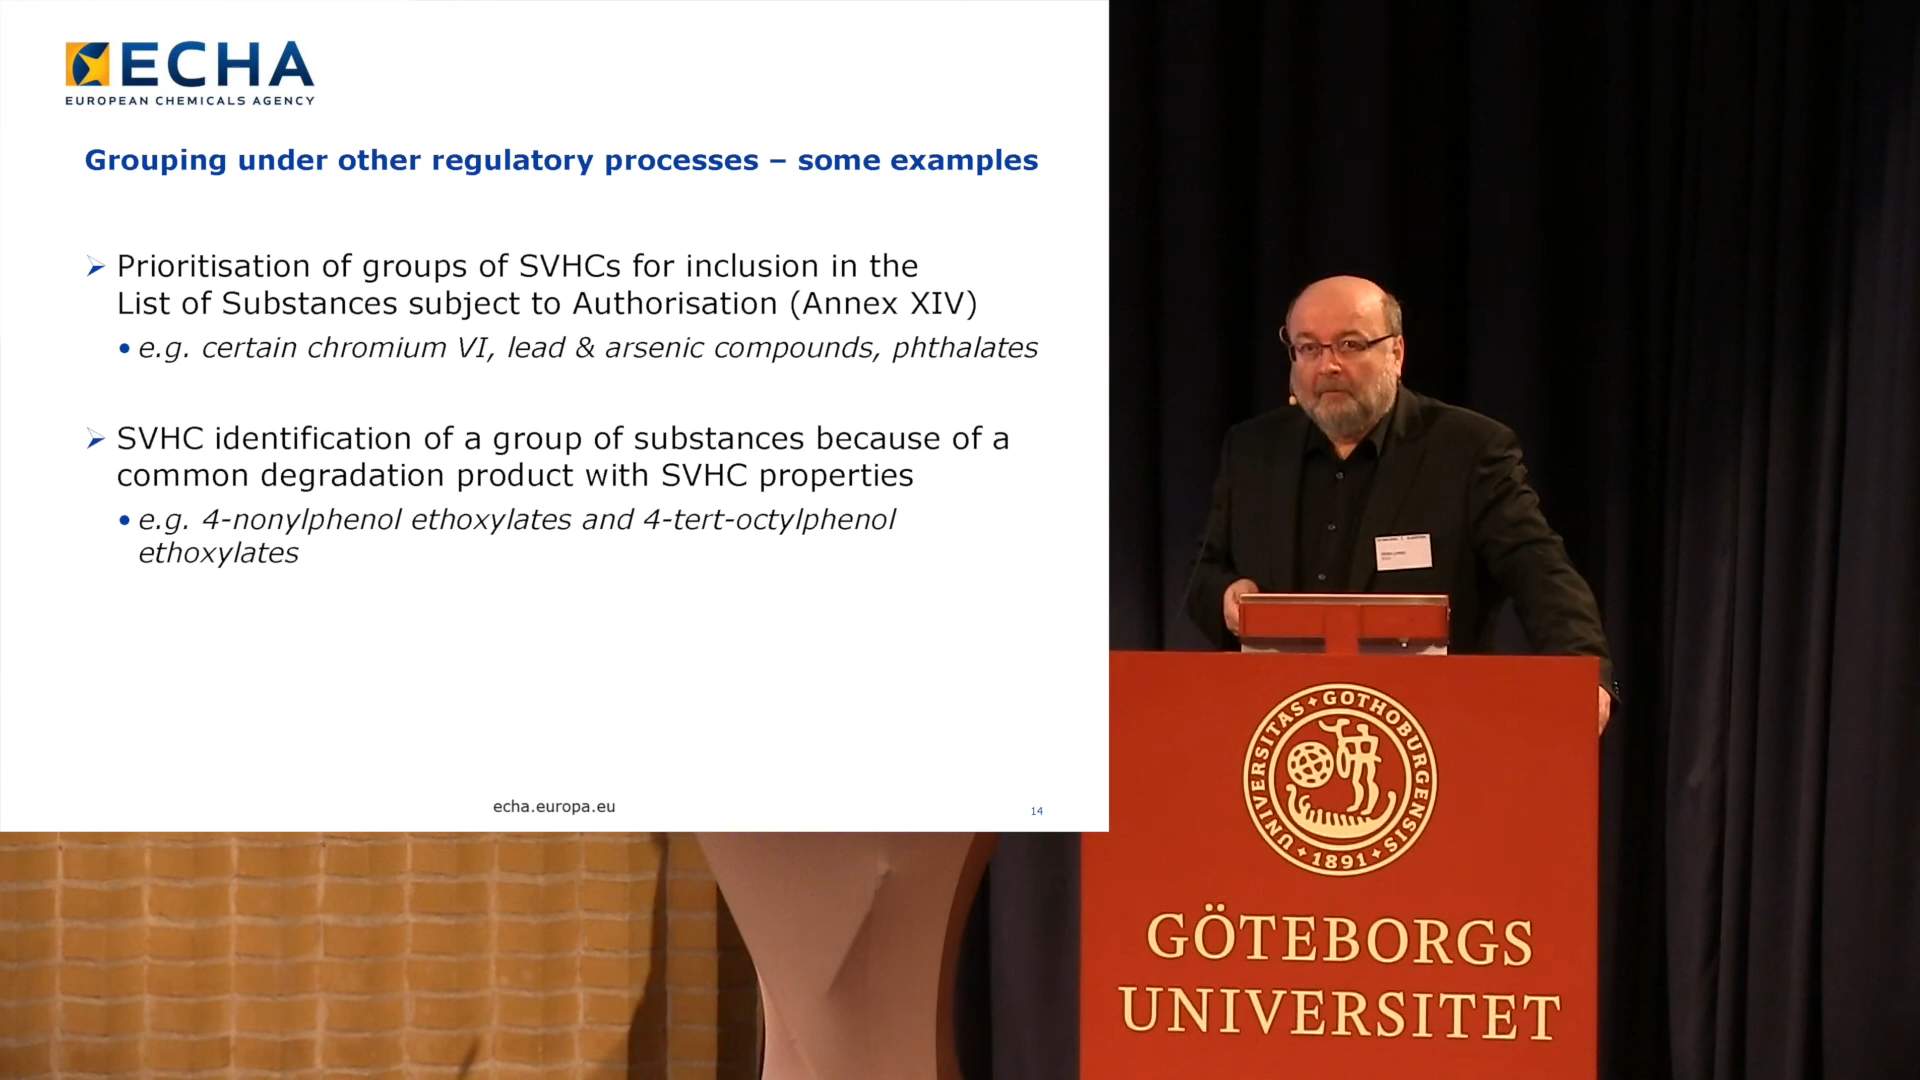 ECHA
EUROPEAN CHEMICALS AGENCY
Grouping under other regulatory processes – some examples
Prioritisation of groups of SVHCs for inclusion in the
List of Substances subject to Authorisation (Annex XIV)
e.g. certain chromium VI, lead & arsenic compounds, phthalates
SVHC identification of a group of substances because of a
common degradation product with SVHC properties
e.g. 4-nonylphenol ethoxylates and 4-tert-octylphenol
ethoxylates
echa.europa.eu
14
UNIVERSITAS GOTHOBURGENSIS
1891
GÖTEBORGS
UNIVERSITET